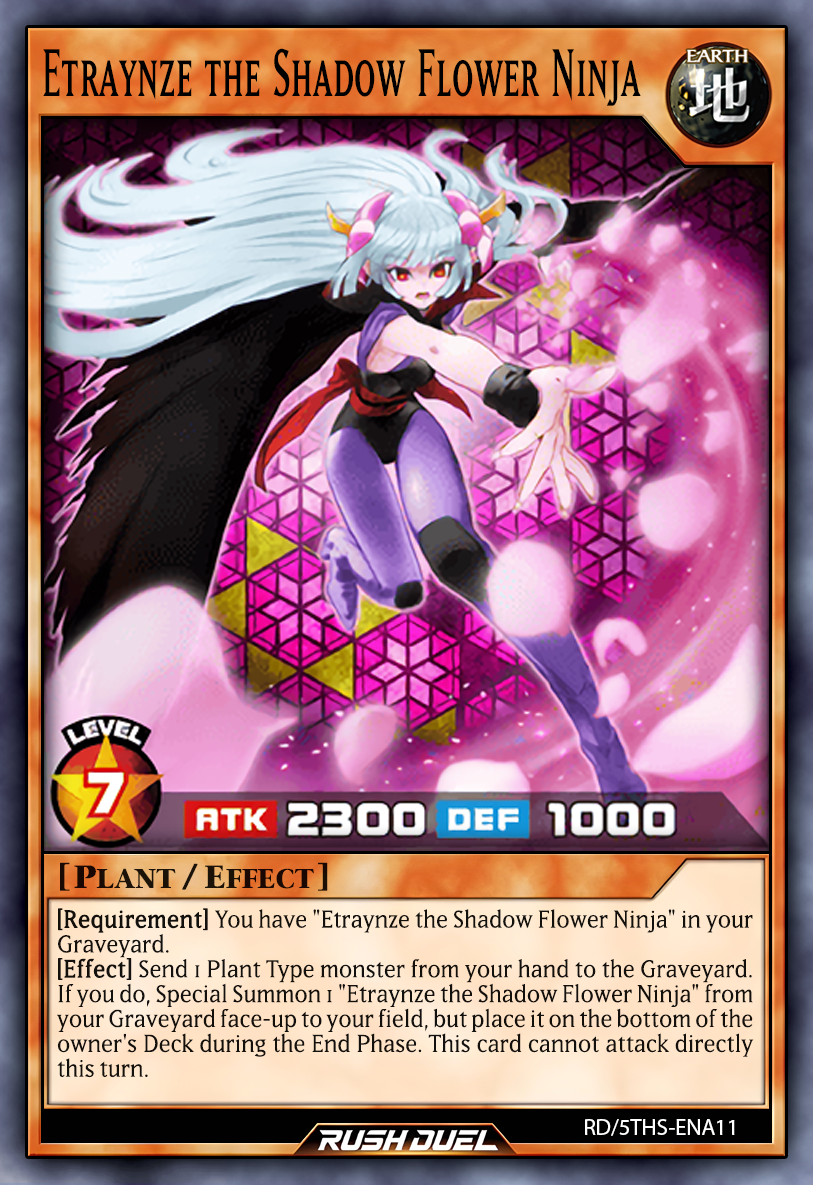 Etraynze the Shadow Flower Ninja
EARTH
地
LEVEL
7
ATK 2300 DEF 1000
[Plant / Effect]
[Requirement] You have "Etraynze the Shadow Flower Ninja" in your
Graveyard.
[Effect] Send 1 Plant Type monster from your hand to the Graveyard.
If you do, Special Summon 1 "Etraynze the Shadow Flower Ninja" from
your Graveyard face-up to your field, but place it on the bottom of the
owner's Deck during the End Phase. This card cannot attack directly
this turn.
RUSH DUEL
RD/5THS-ENA11